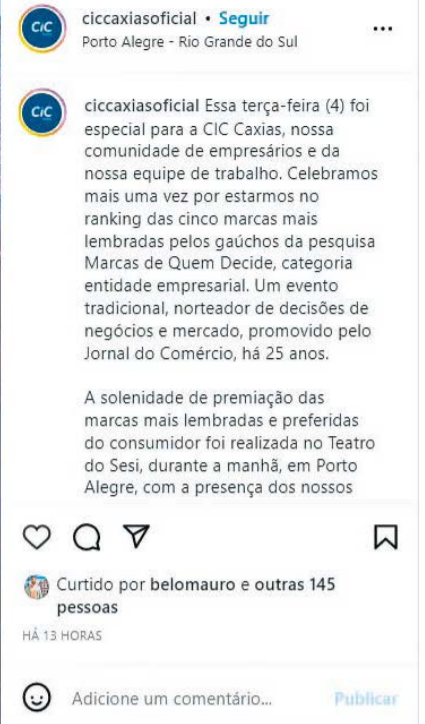 CIC
ciccaxiasoficial • Seguir
Porto Alegre - Rio Grande do Sul
CIC
ciccaxiasoficial Essa terça-feira (4) foi
especial para a CIC Caxias, nossa
comunidade de empresários e da
nossa equipe de trabalho. Celebramos
mais uma vez por estarmos no
ranking das cinco marcas mais
lembradas pelos gaúchos da pesquisa
Marcas de Quem Decide, categoria
entidade empresarial. Um evento
tradicional, norteador de decisões de
negócios e mercado, promovido pelo
Jornal do Comércio, há 25 anos.
A solenidade de premiação das
marcas mais lembradas e preferidas
do consumidor foi realizada no Teatro
do Sesi, durante a manhã, em Porto
Alegre, com a presença dos nossos
Curtido por belomauro e outras 145
pessoas
HÁ 13 HORAS
Adicione um comentário...
Publicar